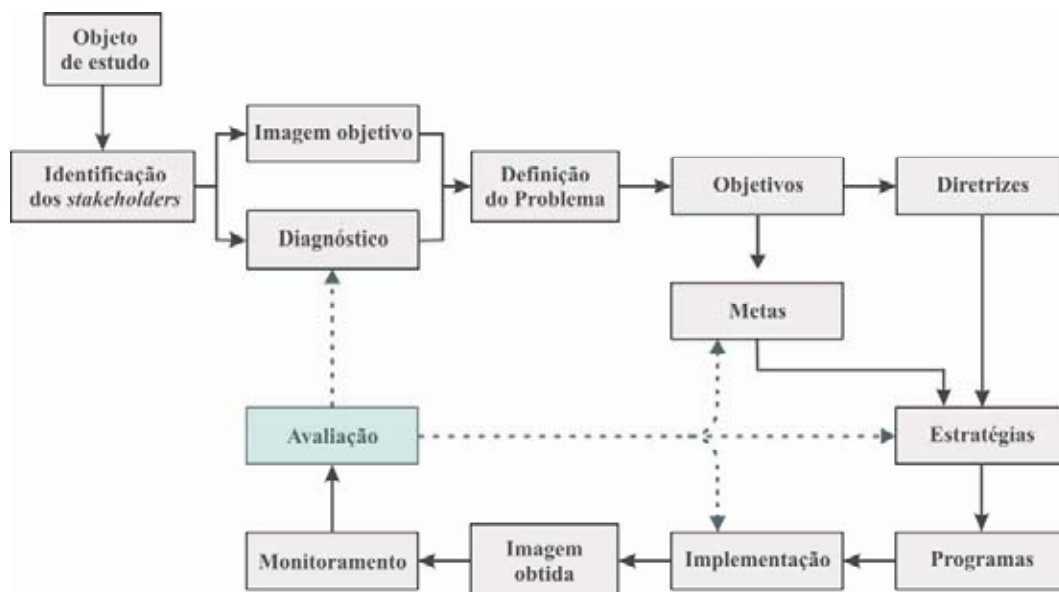 Objeto
de estudo
Identificação
dos stakeholders
Imagem objetivo
Diagnóstico
Definição
do Problema
Objetivos
Diretrizes
Metas
Avaliação
Estratégias
Monitoramento
Imagem
obtida
Implementação
Programas